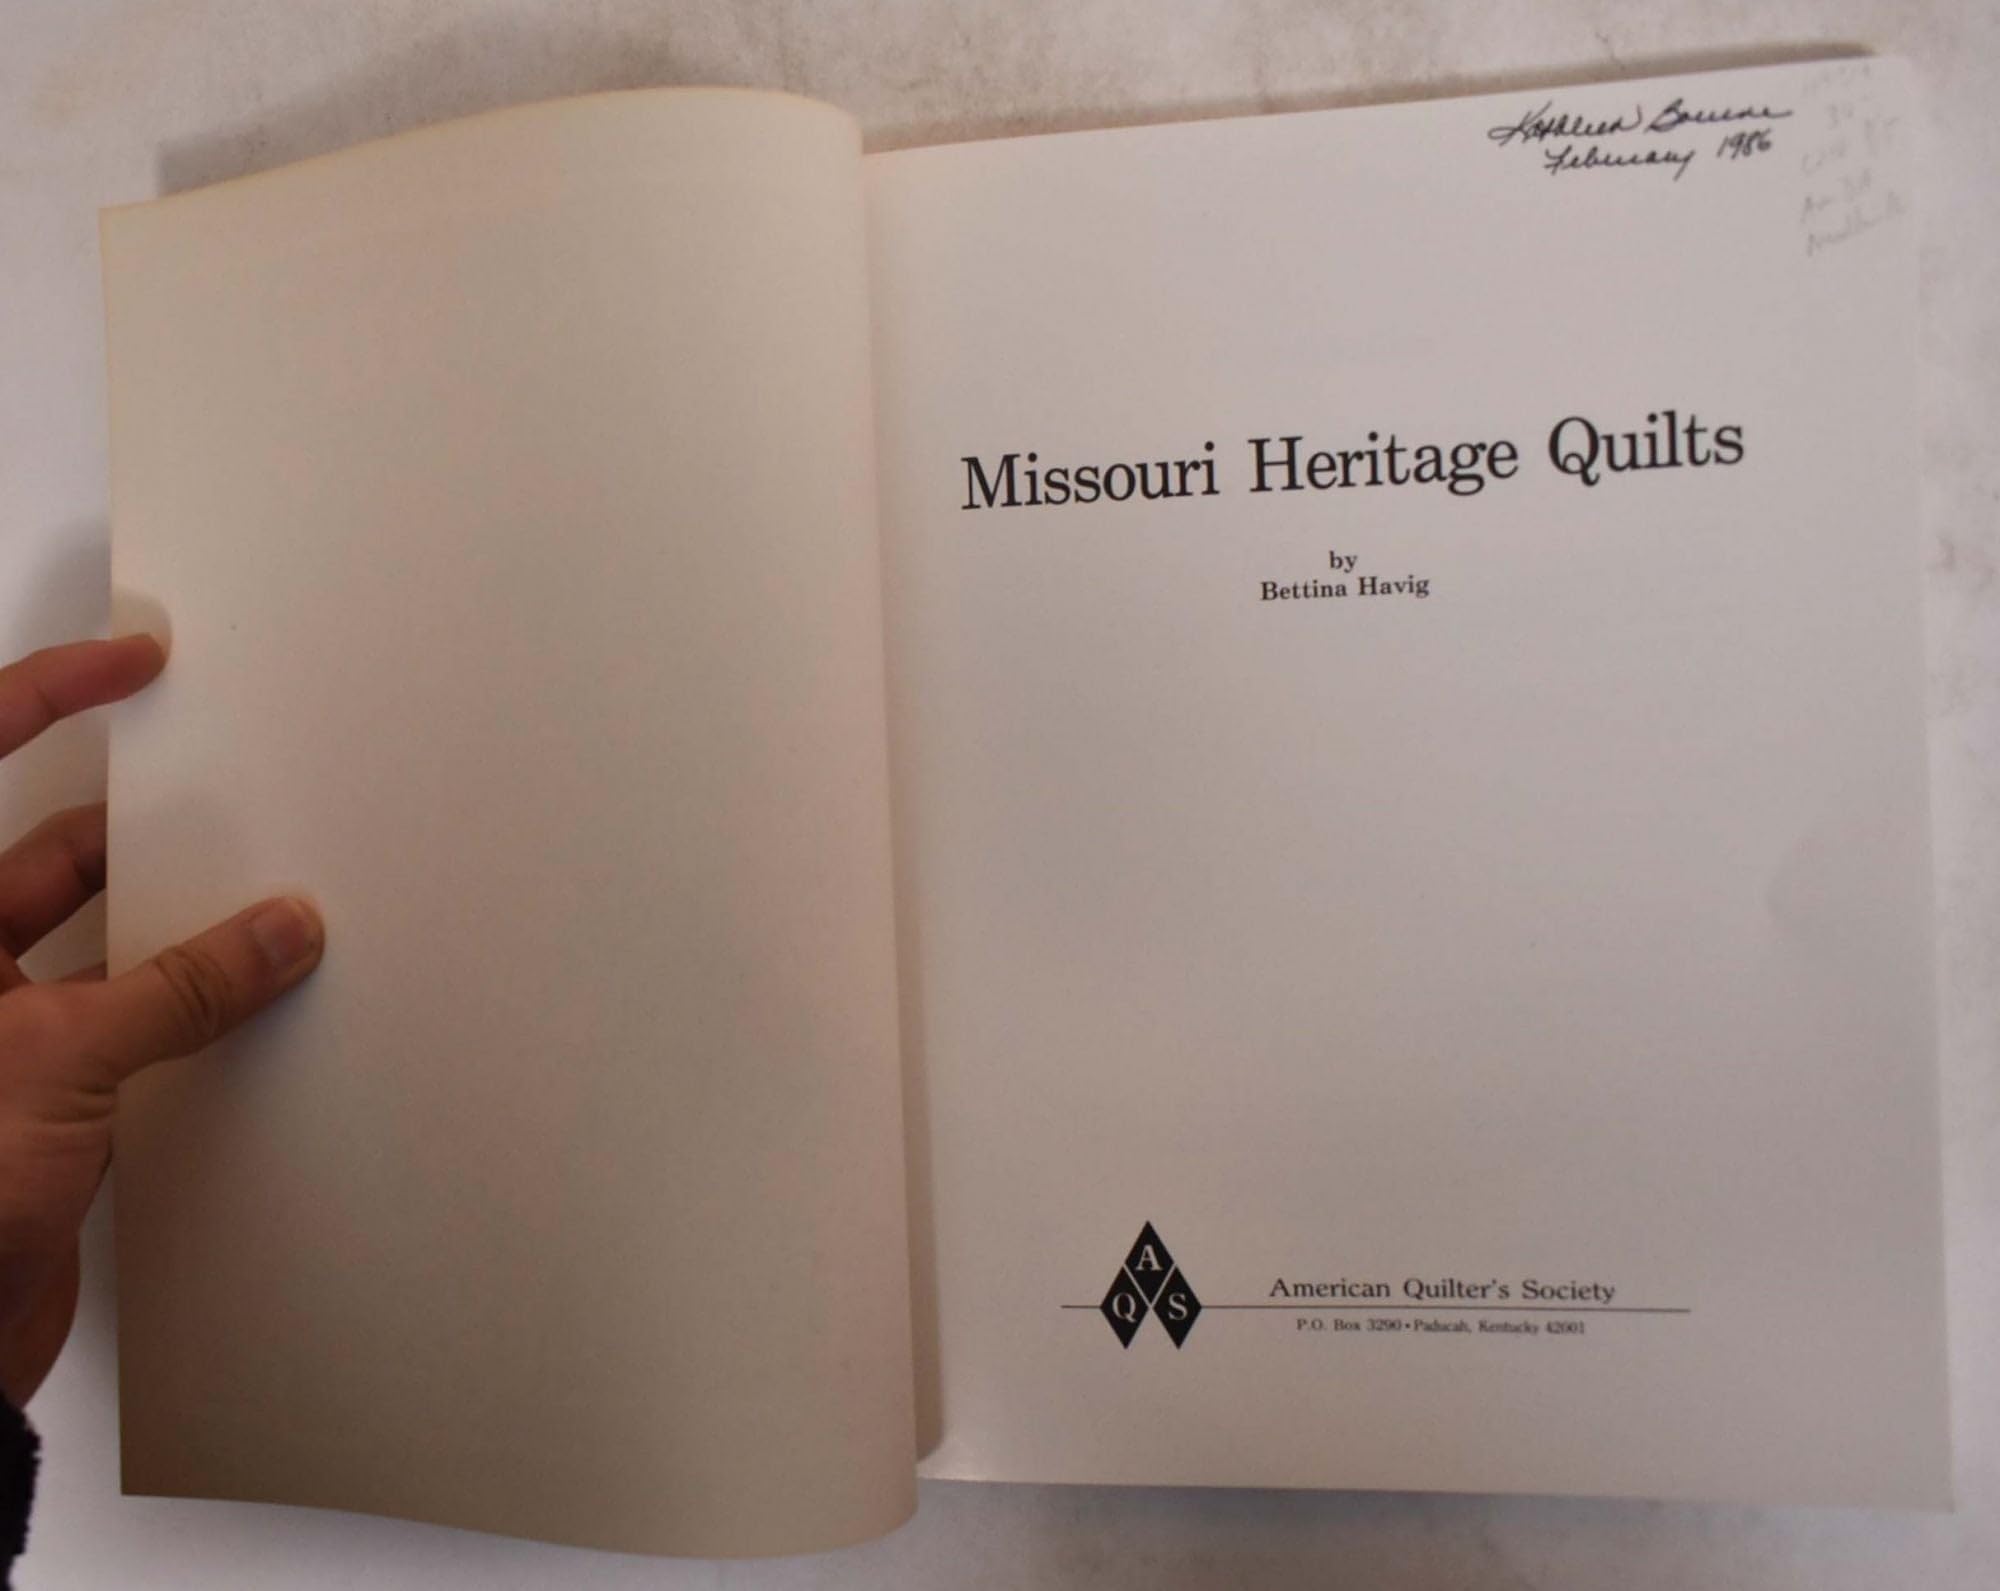 Kathleen Bourne
February 1986
Missouri Heritage Quilts
by
Bettina Havig
A
Q S
American Quilter's Society
P.O. Box 3290 • Paducah, Kentucky 42001